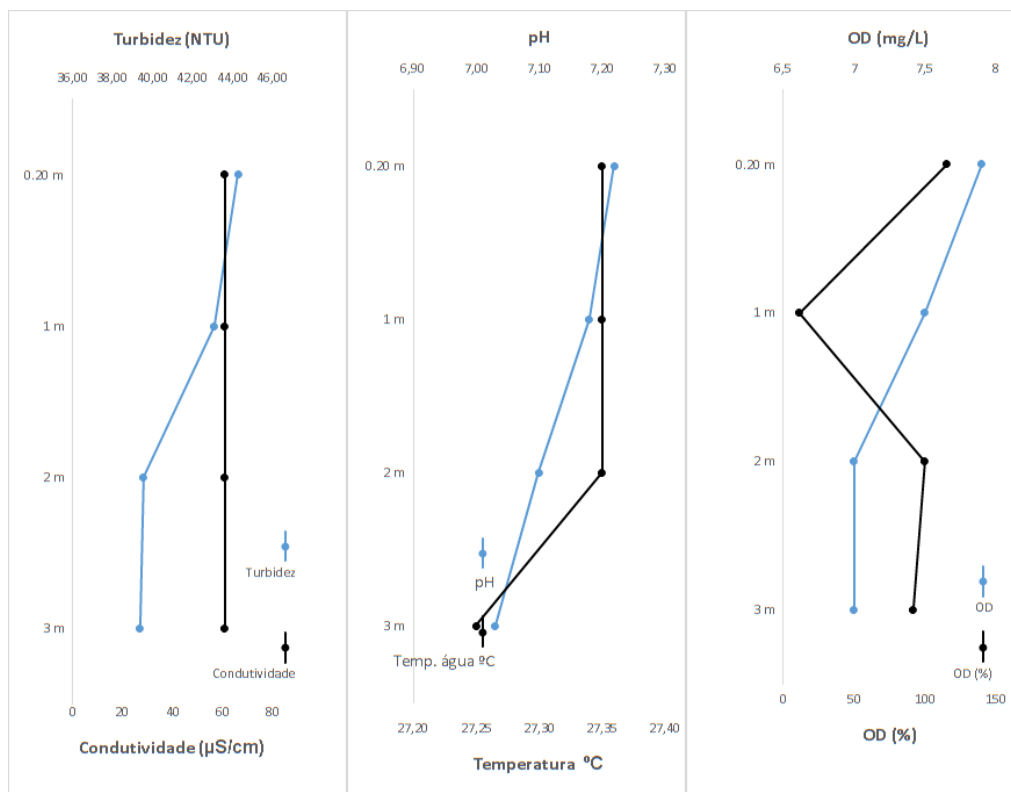 Turbidez (NTU)
36,00 38,00 40,00 42,00 44,00 46,00
0.20 m
1 m
2 m
3 m
Turbidez
Condutividade
0 20 40 60 80
Condutividade (µS/cm)
pH
6,90 7,00 7,10 7,20 7,30
0.20 m
1 m
2 m
3 m
pH
Temp. água ºC
27,20 27,25 27,30 27,35 27,40
Temperatura ºC
OD (mg/L)
6,5 7 7,5 8
0.20 m
1 m
2 m
3 m
OD
OD (%)
0 50 100 150
OD (%)